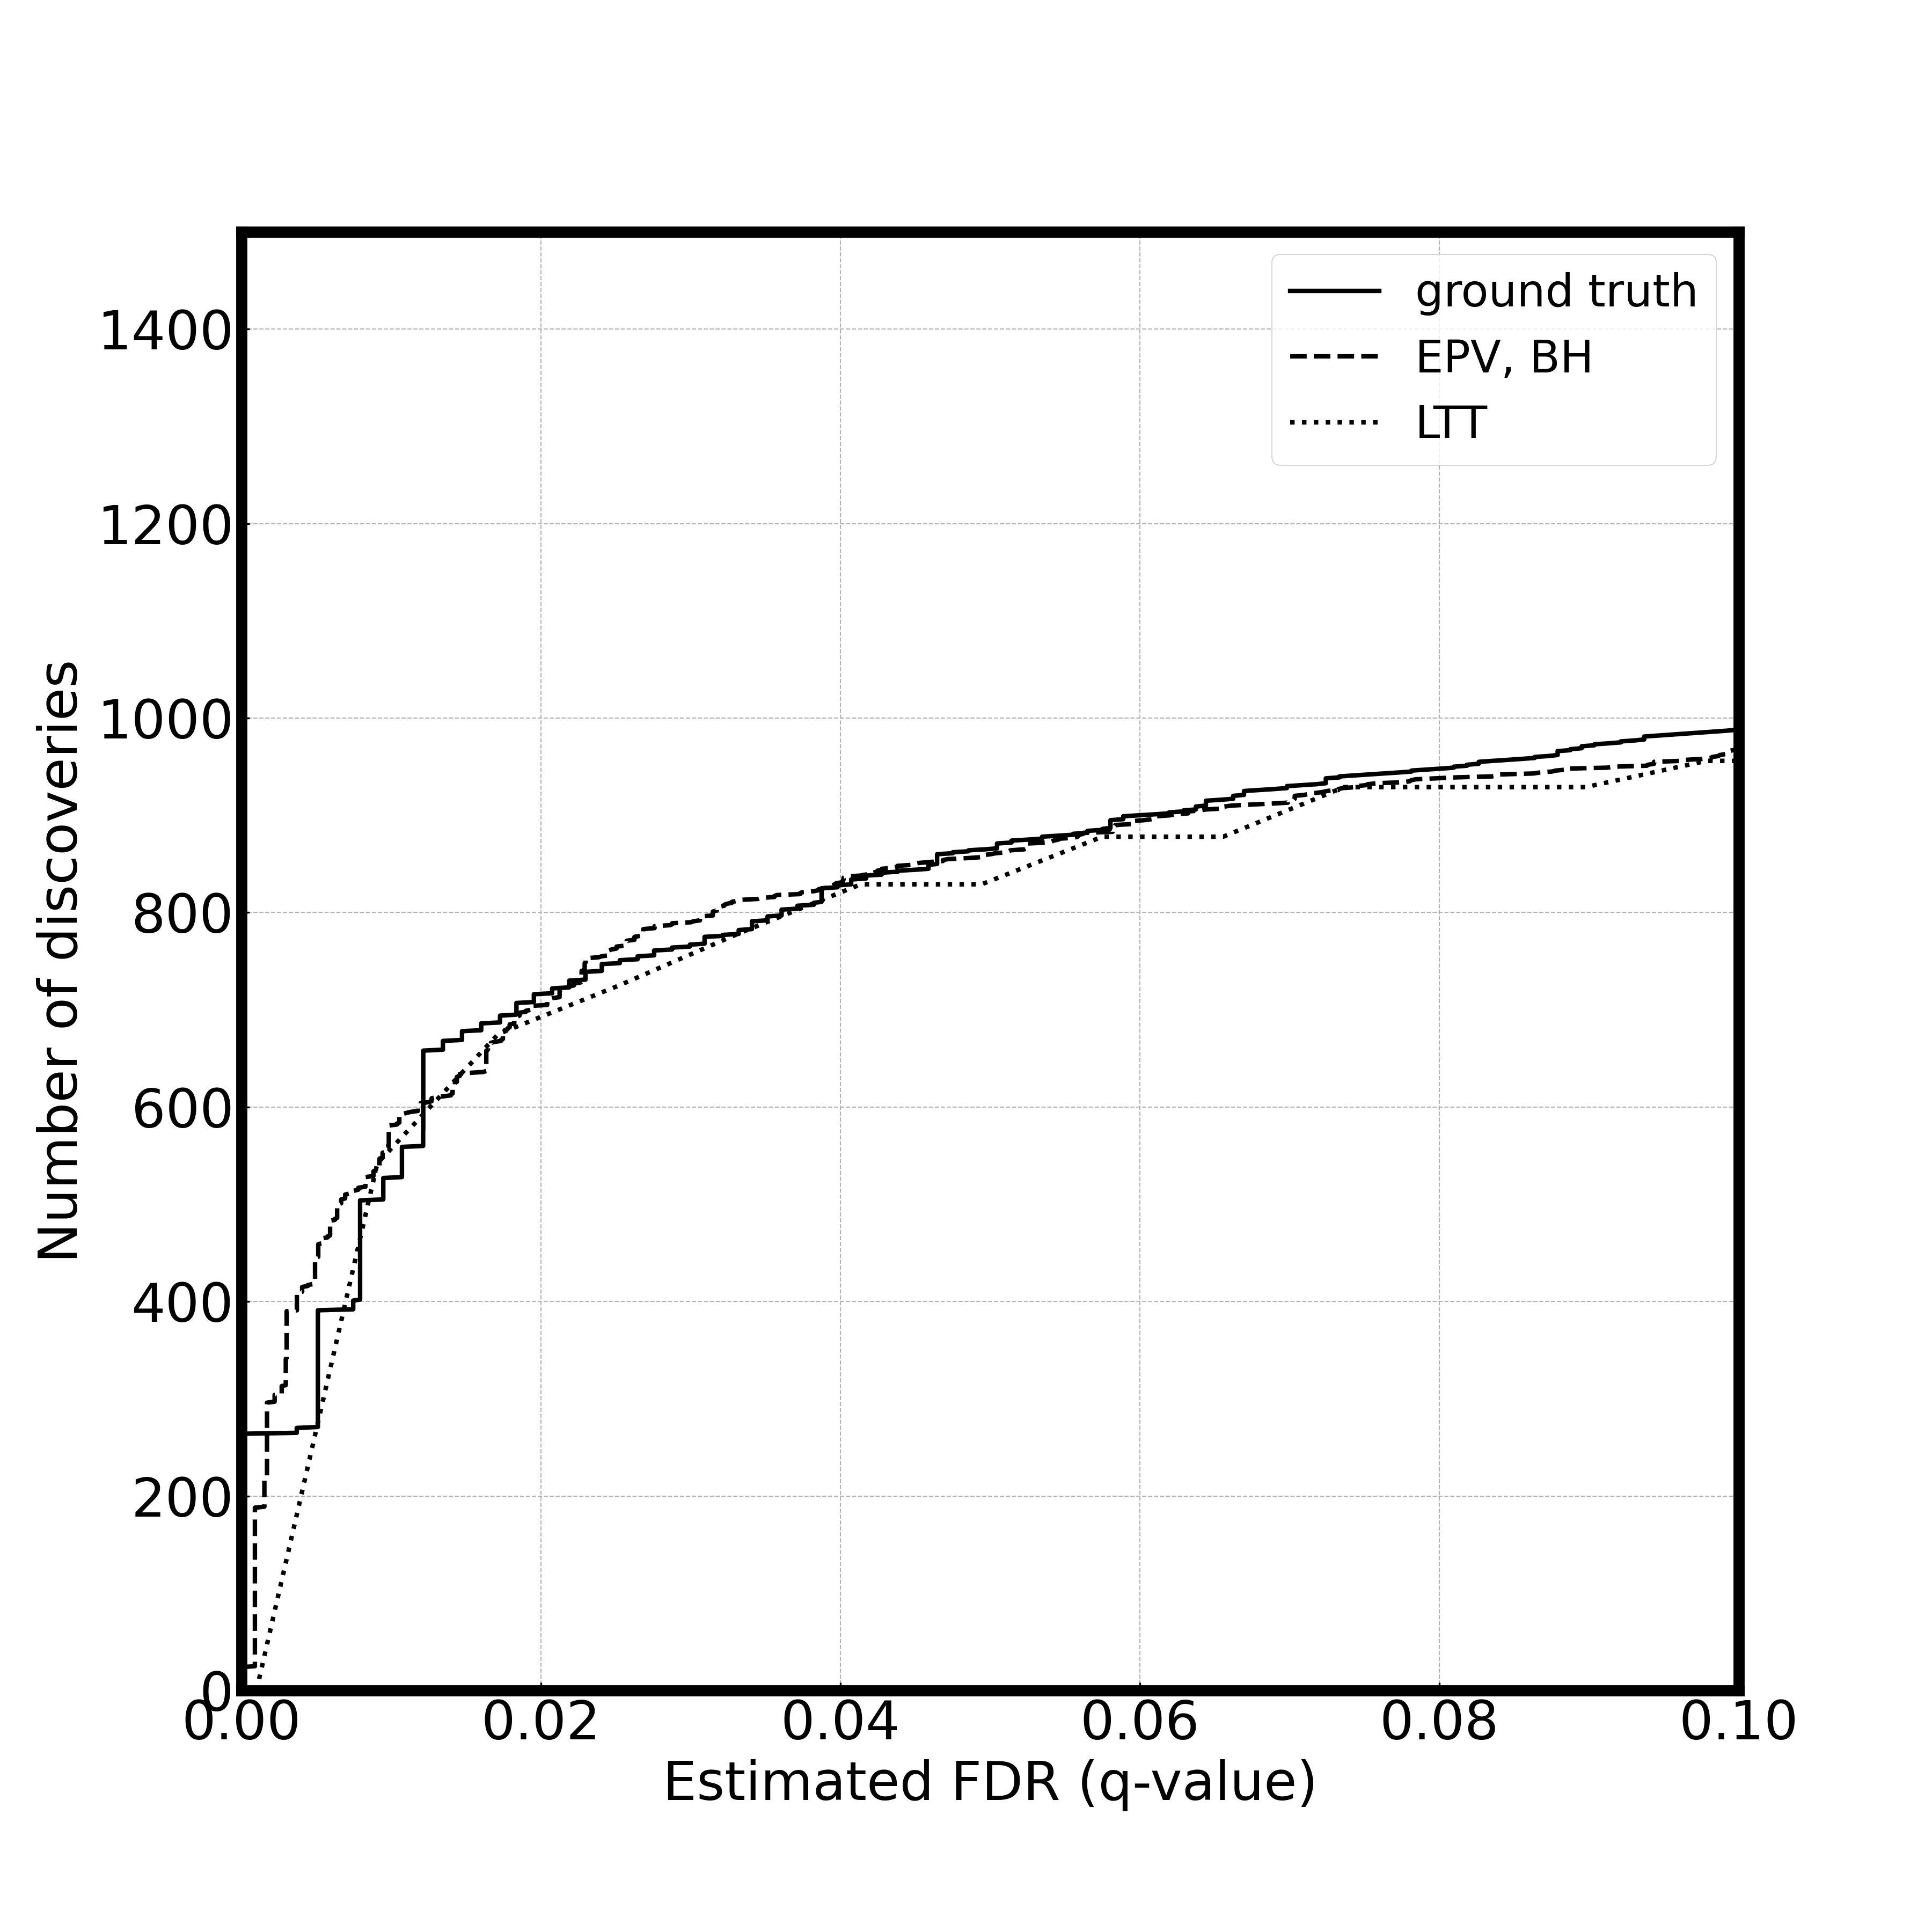 ground truth
EPV, BH
LTT
1400
1200
1000
800
600
400
200
0
Number of discoveries
0.00 0.02 0.04 0.06 0.08 0.10
Estimated FDR (q-value)